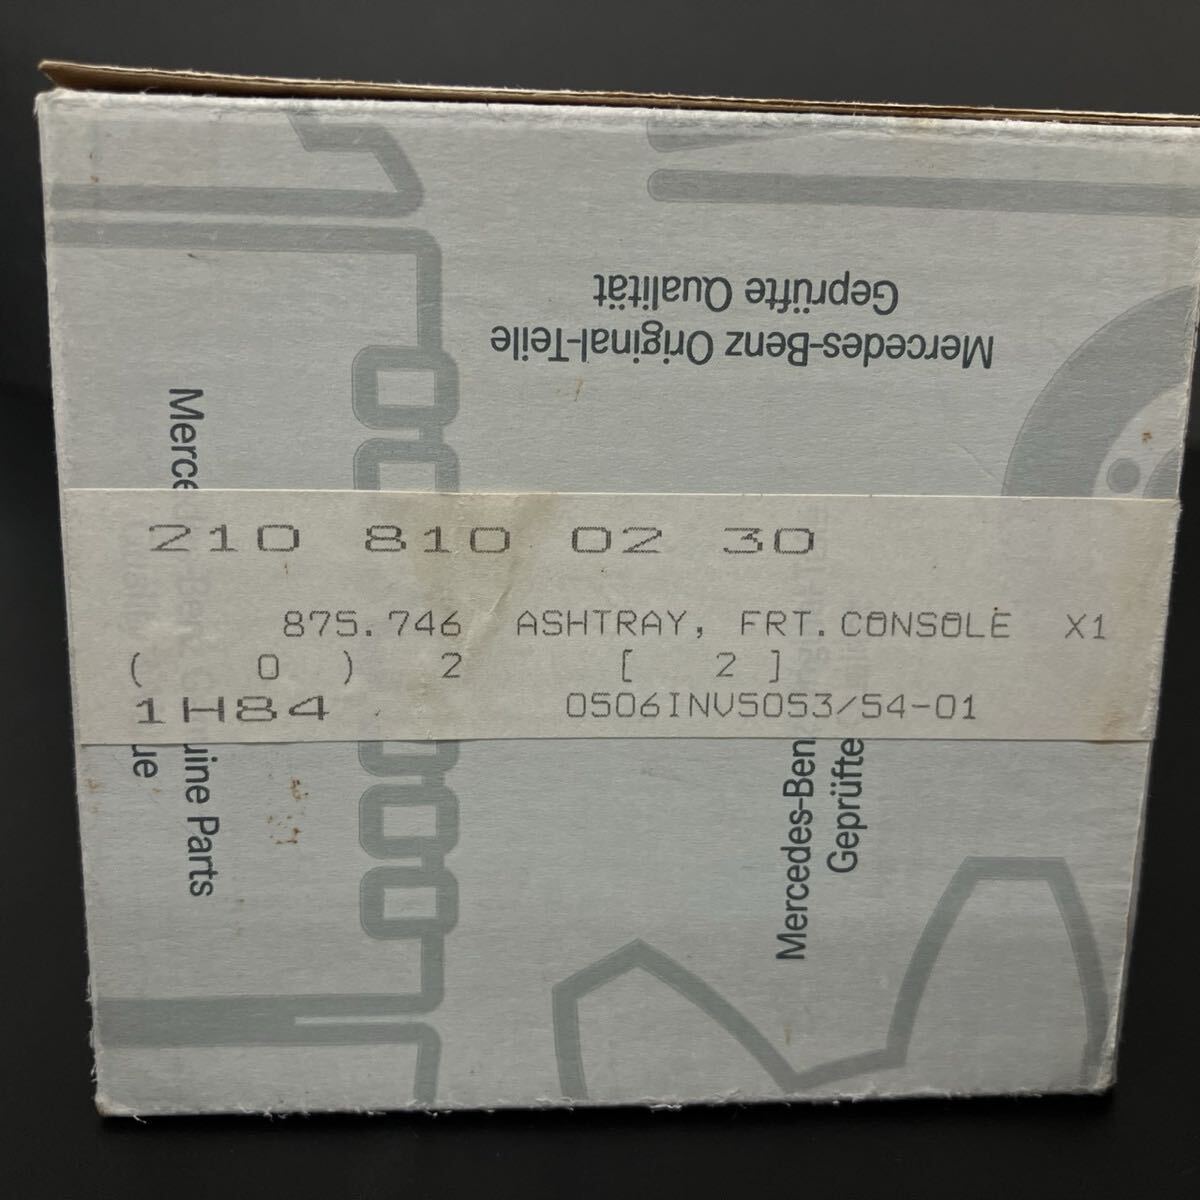 Mercedes-Benz Original-Teile
Geprüfte Qualität
210 810 02 30
875.746 ASHTRAY, FRT.CONSOLE X1
( 0 ) 2 [ 2 ]
1H84 0506INV5053/54-01
uine Parts
Mercedes-Ben
Geprüfte